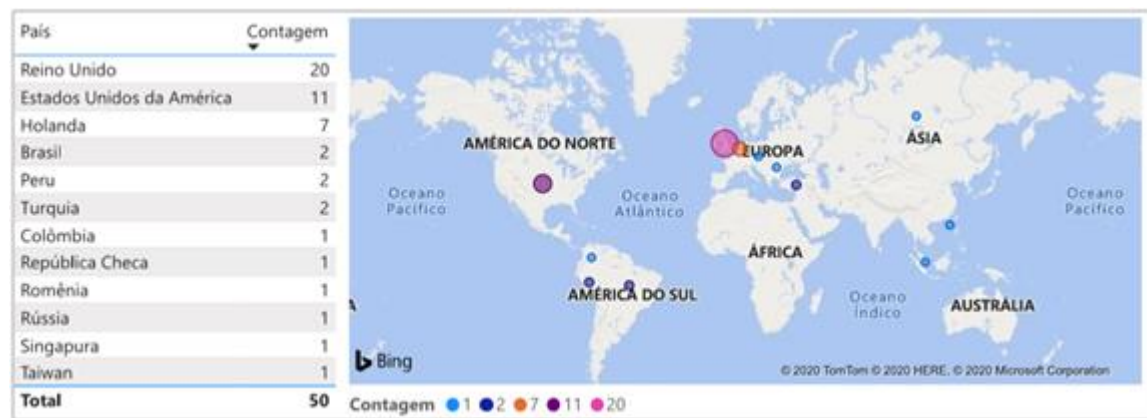 País Contagem
Reino Unido 20
Estados Unidos da América 11
Holanda 7
Brasil 2
Peru 2
Turquia 2
Colômbia 1
República Checa 1
Romênia 1
Rússia 1
Singapura 1
Taiwan 1
Total 50
AMÉRICA DO NORTE
EUROPA
ÁSIA
Oceano
Pacífico
Oceano
Atlântico
Oceano
Pacífico
ÁFRICA
AMÉRICA DO SUL
Oceano
Índico
AUSTRÁLIA
A
Bing
© 2020 TomTom © 2020 HERE, © 2020 Microsoft Corporation
Contagem 1 2 7 11 20